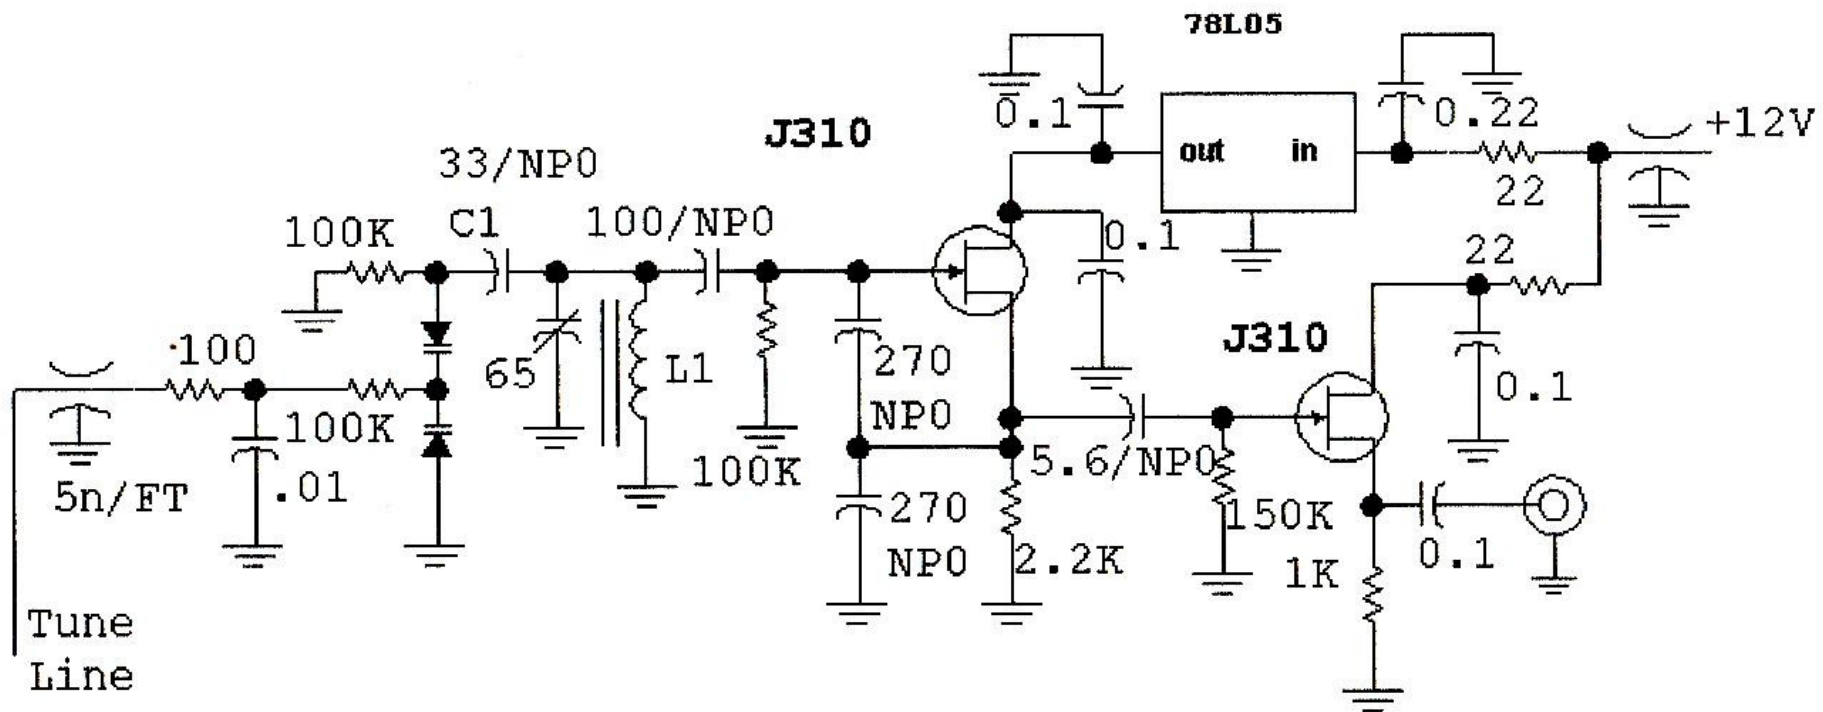 78L05
0.1
0.22
+12V
J310
out
in
22
33/NP0
C1
100/NP0
100K
0.1
22
J310
100
65
L1
270
NP0
0.1
100K
100K
5.6/NP0
5n/FT
.01
270
NP0
2.2K
150K
1K
0.1
Tune
Line